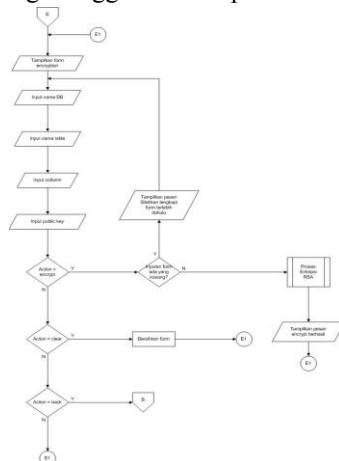 E
E1
Tampilkan form
encryption
Input name DB
Input name table
Input column
Input public key
Tampilkan pesan
Silahkan lengkapi
form terlebih
dahulu
Action =
encrypt
Y
Inputan form
ada yang
kosong?
Y
N
Proses
Enkripsi
RSA
N
Tampilkan pesan
encrypt berhasil
E1
Action = clear
Y
Bersihkan form
E1
N
Action = back
Y
B
N
E1